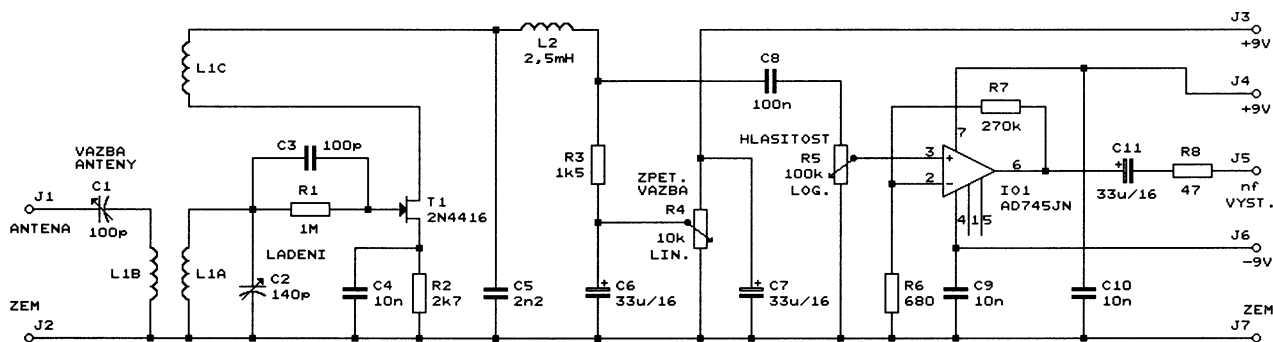 J1
ANTENA
VAZBA
ANTENY
C1
100p
L1B
ZEM
J2
L1C
L1A
C3
100p
R1
1M
LADENI
C2
140p
T1
2N4416
C4
10n
R2
2k7
C5
2n2
L2
2,5mH
R3
1k5
C6
33u/16
ZPET.
VAZBA
R4
10k
LIN.
C7
33u/16
C8
100n
HLASITOST
R5
100k
LOG.
R7
270k
3
+
2
-
7
6
4
1
5
IO1
AD745JN
R6
680
C9
10n
C10
10n
C11
+
33u/16
R8
47
J3
+9V
J4
+9V
J5
nf
VYST.
J6
-9V
ZEM
J7
+
+